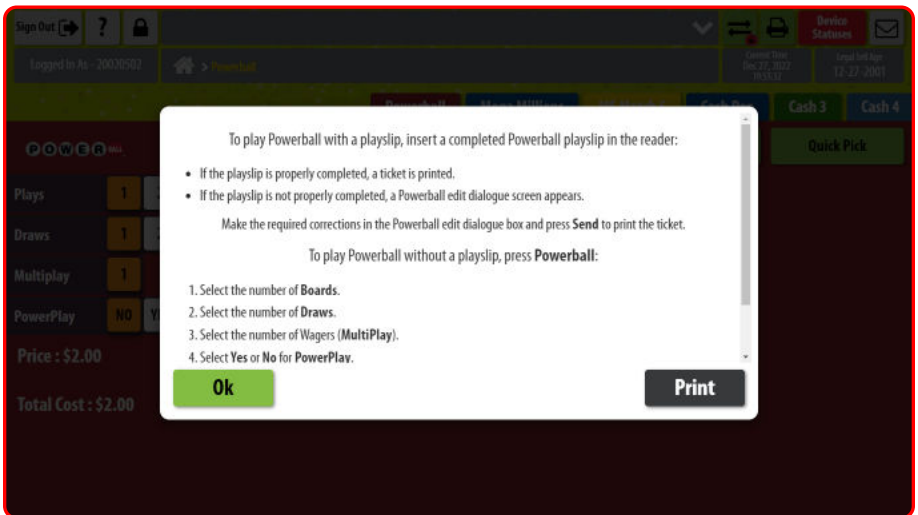 Sign Out
?
Device
Statuses
Logged In As - 20020502
> Powerball
Current Time
Dec 27, 2022
Legal Sell Age
12-27-2001
Powerball
Mega Millions
Cash Pop
Cash 3
Cash 4
POWERBALL
Quick Pick
Plays
1
Draws
1
Multiplay
1
PowerPlay
NO
Price : $2.00
Total Cost : $2.00
To play Powerball with a playslip, insert a completed Powerball playslip in the reader:
• If the playslip is properly completed, a ticket is printed.
• If the playslip is not properly completed, a Powerball edit dialogue screen appears.
Make the required corrections in the Powerball edit dialogue box and press Send to print the ticket.
To play Powerball without a playslip, press Powerball:
1. Select the number of Boards.
2. Select the number of Draws.
3. Select the number of Wagers (MultiPlay).
4. Select Yes or No for PowerPlay.
Ok
Print